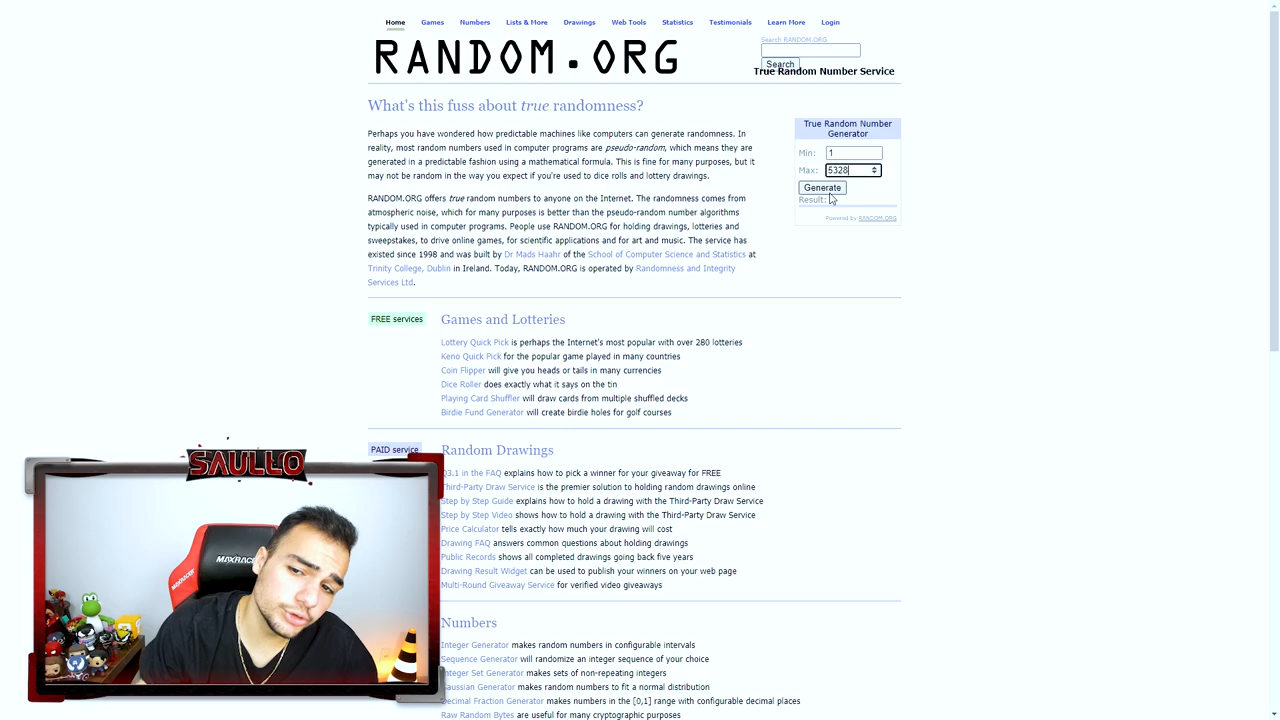 Home Games Numbers Lists & More Drawings Web Tools Statistics Testimonials Learn More Login
RANDOM.ORG
Search RANDOM.ORG
Search
True Random Number Service
What's this fuss about true randomness?
Perhaps you have wondered how predictable machines like computers can generate randomness. In
reality, most random numbers used in computer programs are pseudo-random, which means they are
generated in a predictable fashion using a mathematical formula. This is fine for many purposes, but it
may not be random in the way you expect if you're used to dice rolls and lottery drawings.
RANDOM.ORG offers true random numbers to anyone on the Internet. The randomness comes from
atmospheric noise, which for many purposes is better than the pseudo-random number algorithms
typically used in computer programs. People use RANDOM.ORG for holding drawings, lotteries and
sweepstakes, to drive online games, for scientific applications and for art and music. The service has
existed since 1998 and was built by Dr Mads Haahr of the School of Computer Science and Statistics at
Trinity College, Dublin in Ireland. Today, RANDOM.ORG is operated by Randomness and Integrity
Services Ltd.
True Random Number
Generator
Min: 1
Max: 5328
Generate
Result:
Powered by RANDOM.ORG
FREE services
Games and Lotteries
Lottery Quick Pick is perhaps the Internet's most popular with over 280 lotteries
Keno Quick Pick for the popular game played in many countries
Coin Flipper will give you heads or tails in many currencies
Dice Roller does exactly what it says on the tin
Playing Card Shuffler will draw cards from multiple shuffled decks
Birdie Fund Generator will create birdie holes for golf courses
PAID service
Random Drawings
Q3.1 in the FAQ explains how to pick a winner for your giveaway for FREE
Third-Party Draw Service is the premier solution to holding random drawings online
Step by Step Guide explains how to hold a drawing with the Third-Party Draw Service
Step by Step Video shows how to hold a drawing with the Third-Party Draw Service
Price Calculator tells exactly how much your drawing will cost
Drawing FAQ answers common questions about holding drawings
Public Records shows all completed drawings going back five years
Drawing Result Widget can be used to publish your winners on your web page
Multi-Round Giveaway Service for verified video giveaways
Numbers
Integer Generator makes random numbers in configurable intervals
Sequence Generator will randomize an integer sequence of your choice
Integer Set Generator makes sets of non-repeating integers
Gaussian Generator makes random numbers to fit a normal distribution
Decimal Fraction Generator makes numbers in the [0,1] range with configurable decimal places
Raw Random Bytes are useful for many cryptographic purposes
SAULLO
MAXRACER